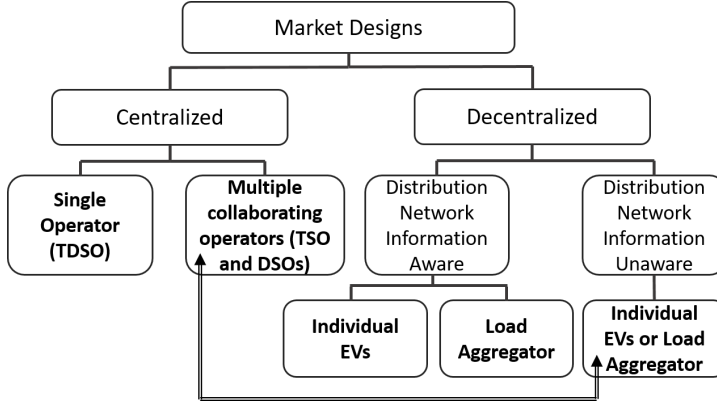 Market Designs
Centralized
Decentralized
Single
Operator
(TDSO)
Multiple
collaborating
operators (TSO
and DSOs)
Distribution
Network
Information
Aware
Distribution
Network
Information
Unaware
Individual
EVs
Load
Aggregator
Individual
EVs or Load
Aggregator